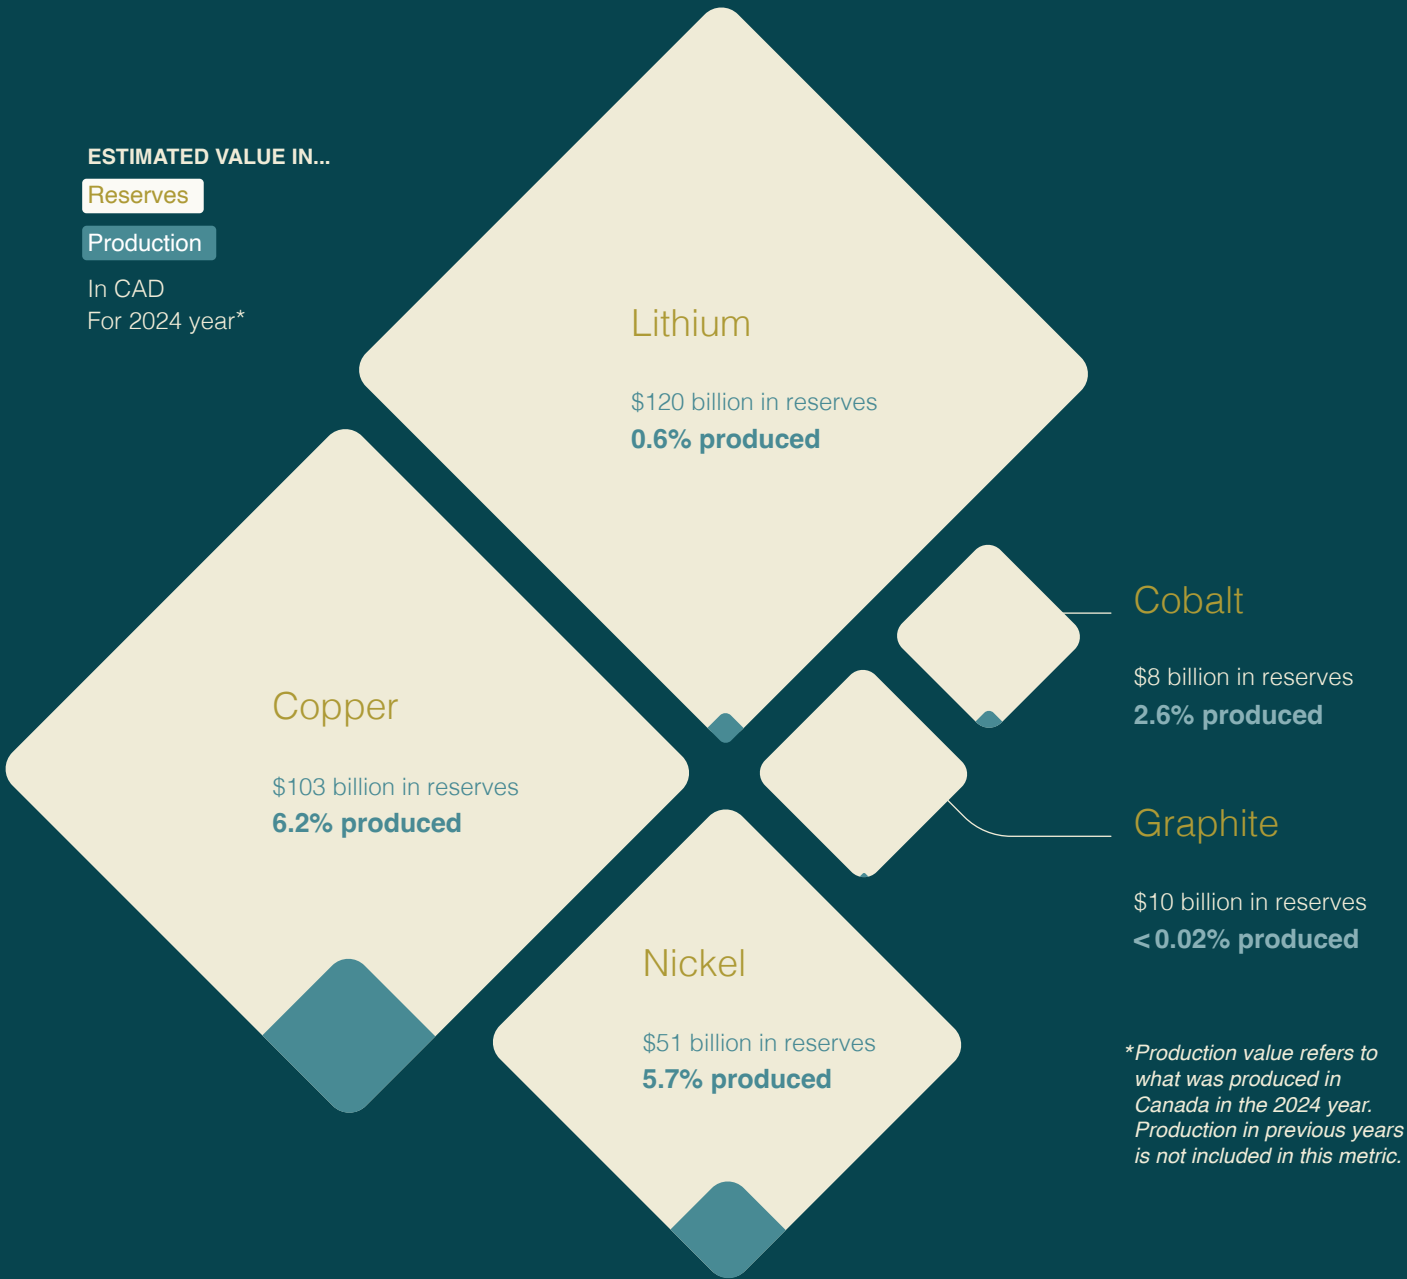 ESTIMATED VALUE IN...
Reserves
Production
In CAD
For 2024 year*
Lithium
$120 billion in reserves
0.6% produced
Copper
$103 billion in reserves
6.2% produced
Cobalt
$8 billion in reserves
2.6% produced
Graphite
$10 billion in reserves
<0.02% produced
Nickel
$51 billion in reserves
5.7% produced
*Production value refers to
what was produced in
Canada in the 2024 year.
Production in previous years
is not included in this metric.